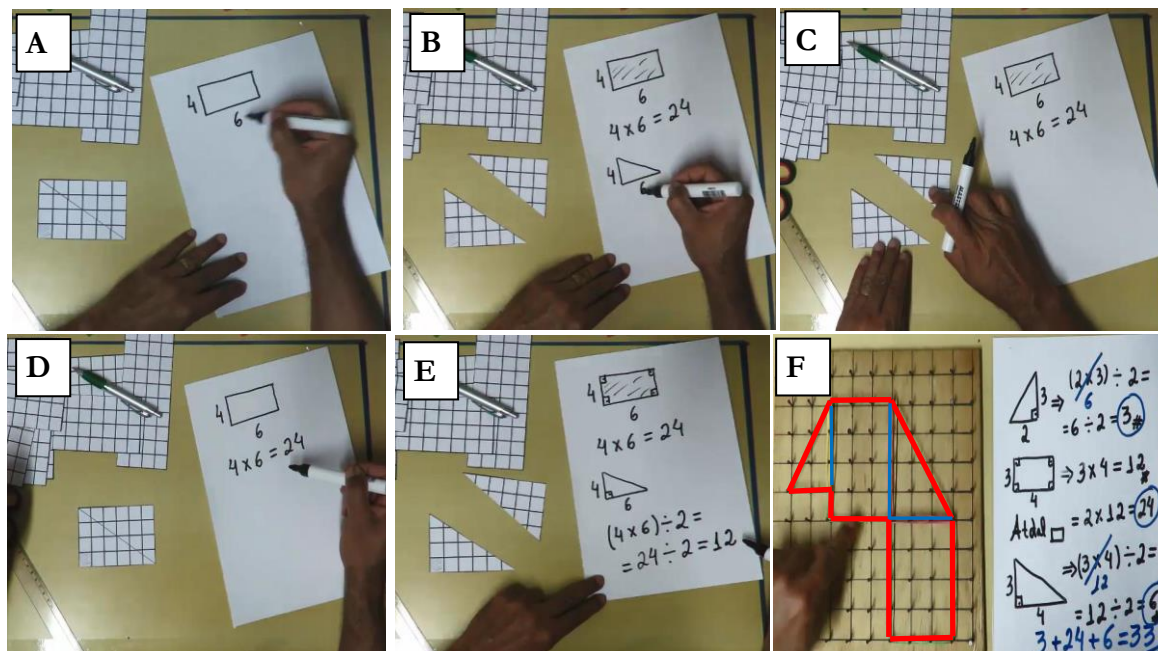 A
4
6
B
4
6
4 x 6 = 24
4
6
C
4
6
4 x 6 = 24
D
4
6
4 x 6 = 24
E
4
6
4 x 6 = 24
4
6
(4 x 6) ÷ 2 =
= 24 ÷ 2 = 12
F
3 ⇒ (2 x 3) ÷ 2 =
6
2
= 6 ÷ 2 = 3
3 ⇒ 3 x 4 = 12
4
= 2 x 12 = 24
3 ⇒ (3 x 4) ÷ 2 =
12
4
= 12 ÷ 2 = 6
3 + 24 + 6 = 33